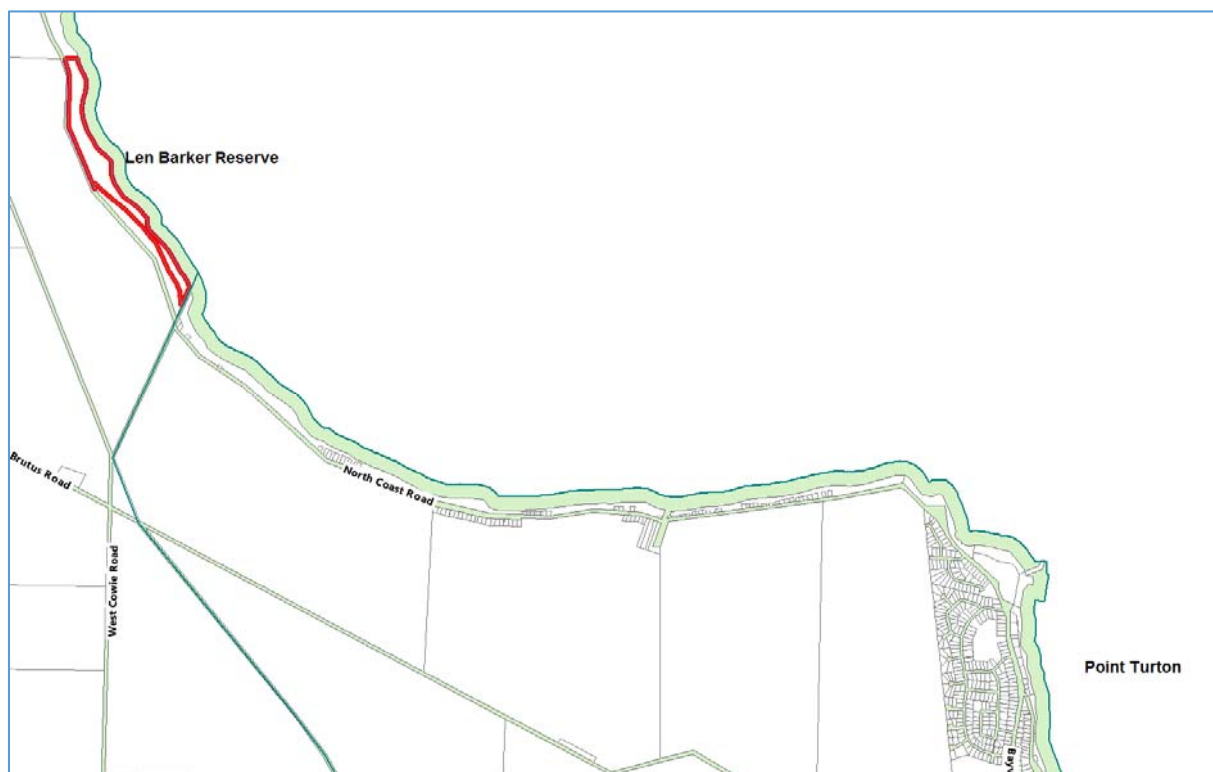 Len Barker Reserve
Brutus Road
North Coast Road
West Cowie Road
Point Turton